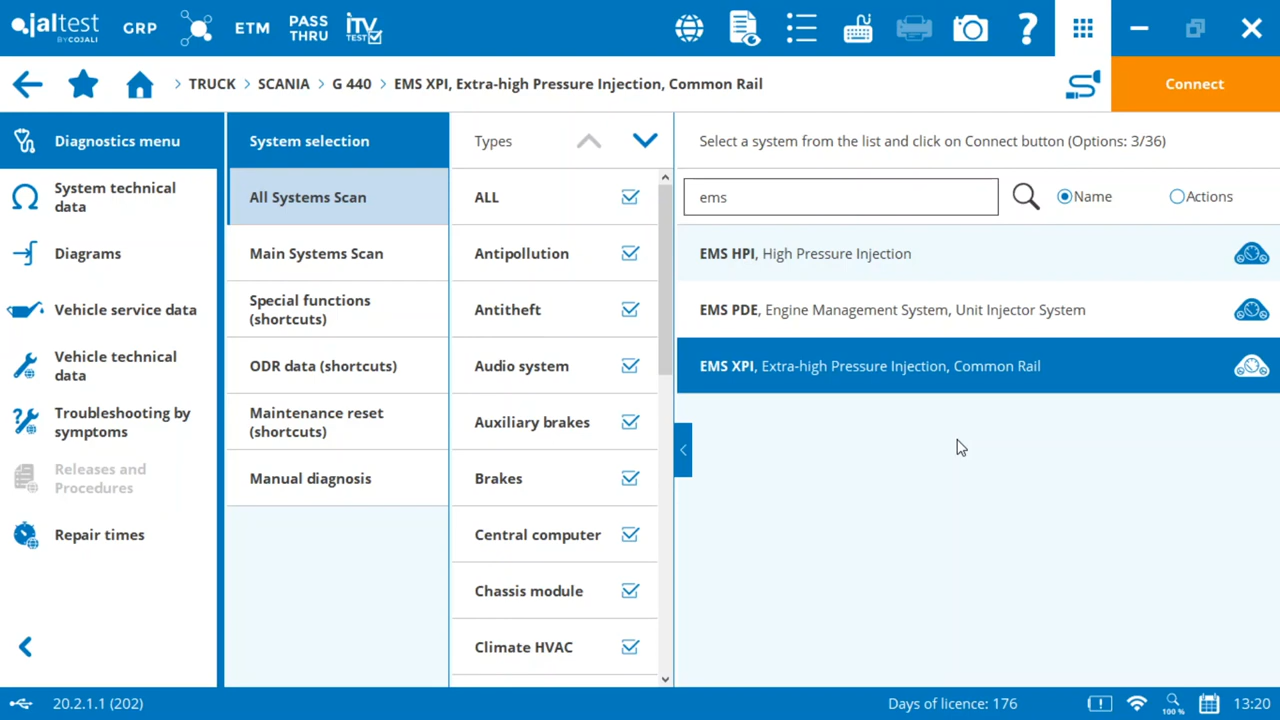 jaltest
BY COJALI
GRP
ETM
PASS
THRU
iTV
TEST
?
> TRUCK > SCANIA > G 440 > EMS XPI, Extra-high Pressure Injection, Common Rail
Connect
Diagnostics menu
System technical
data
Diagrams
Vehicle service data
Vehicle technical
data
Troubleshooting by
symptoms
Releases and
Procedures
Repair times
System selection
All Systems Scan
Main Systems Scan
Special functions
(shortcuts)
ODR data (shortcuts)
Maintenance reset
(shortcuts)
Manual diagnosis
Types
ALL
Antipollution
Antitheft
Audio system
Auxiliary brakes
Brakes
Central computer
Chassis module
Climate HVAC
Select a system from the list and click on Connect button (Options: 3/36)
ems
Name
Actions
EMS HPI, High Pressure Injection
EMS PDE, Engine Management System, Unit Injector System
EMS XPI, Extra-high Pressure Injection, Common Rail
20.2.1.1 (202)
Days of licence: 176
100 %
13:20